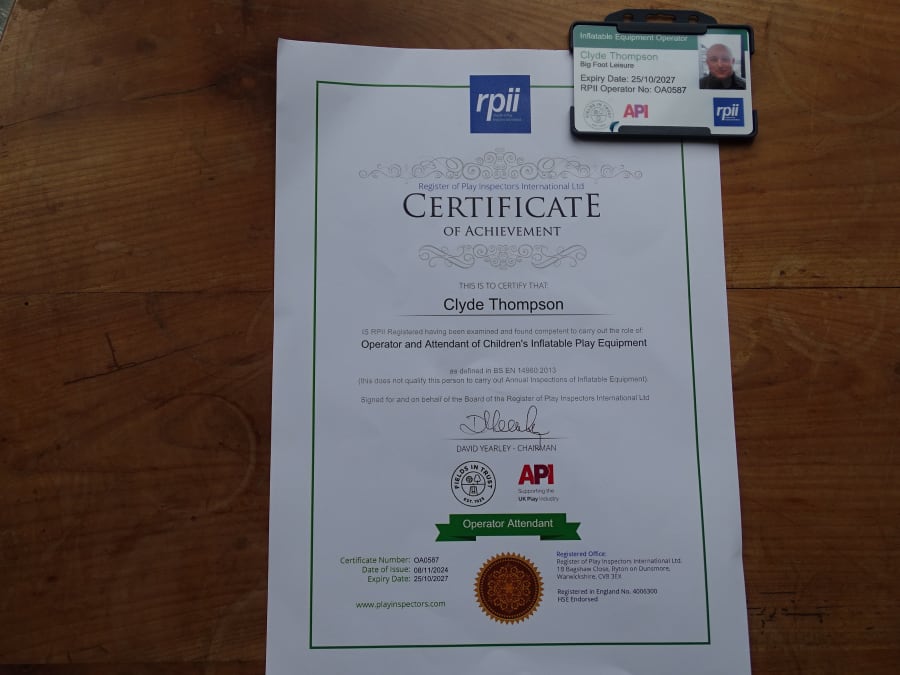 Inflatable Equipment Operator
Clyde Thompson
Big Foot Leisure
Expiry Date: 25/10/2027
RPII Operator No: OA0587
FIELDS IN TRUST
API
rpii
rpii
Register of Play Inspectors International Ltd
CERTIFICATE
OF ACHIEVEMENT
THIS IS TO CERTIFY THAT:
Clyde Thompson
IS RPII Registered having been examined and found competent to carry out the role of:
Operator and Attendant of Children's Inflatable Play Equipment
as defined in BS EN 14960:2013
(this does not qualify this person to carry out Annual Inspections of Inflatable Equipment).
Signed for and on behalf of the Board of the Register of Play Inspectors International Ltd
DAVID YEARLEY - CHAIRMAN
FIELDS IN TRUST
EST. 1925
API
Supporting the
UK Play Industry
Operator Attendant
Certificate Number: OA0587
Date of Issue: 08/11/2024
Expiry Date: 25/10/2027
www.playinspectors.com
Registered Office:
Register of Play Inspectors International Ltd.
18 Bagshaw Close, Ryton on Dunsmore,
Warwickshire, CV8 3EX
Registered in England No. 4006300
HSE Endorsed